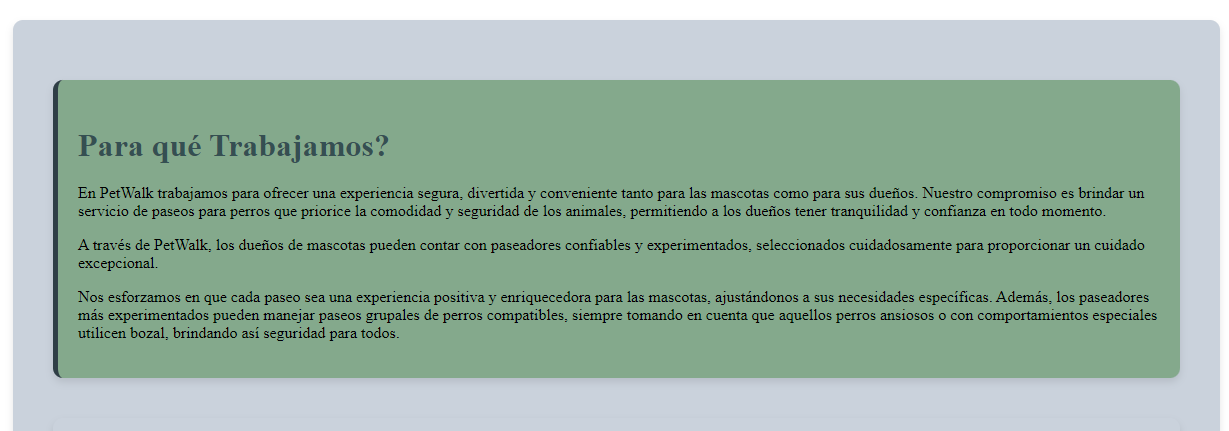 Para qué Trabajamos?
En PetWalk trabajamos para ofrecer una experiencia segura, divertida y conveniente tanto para las mascotas como para sus dueños. Nuestro compromiso es brindar un
servicio de paseos para perros que priorice la comodidad y seguridad de los animales, permitiendo a los dueños tener tranquilidad y confianza en todo momento.
A través de PetWalk, los dueños de mascotas pueden contar con paseadores confiables y experimentados, seleccionados cuidadosamente para proporcionar un cuidado
excepcional.
Nos esforzamos en que cada paseo sea una experiencia positiva y enriquecedora para las mascotas, ajustándonos a sus necesidades específicas. Además, los paseadores
más experimentados pueden manejar paseos grupales de perros compatibles, siempre tomando en cuenta que aquellos perros ansiosos o con comportamientos especiales
utilicen bozal, brindando así seguridad para todos.